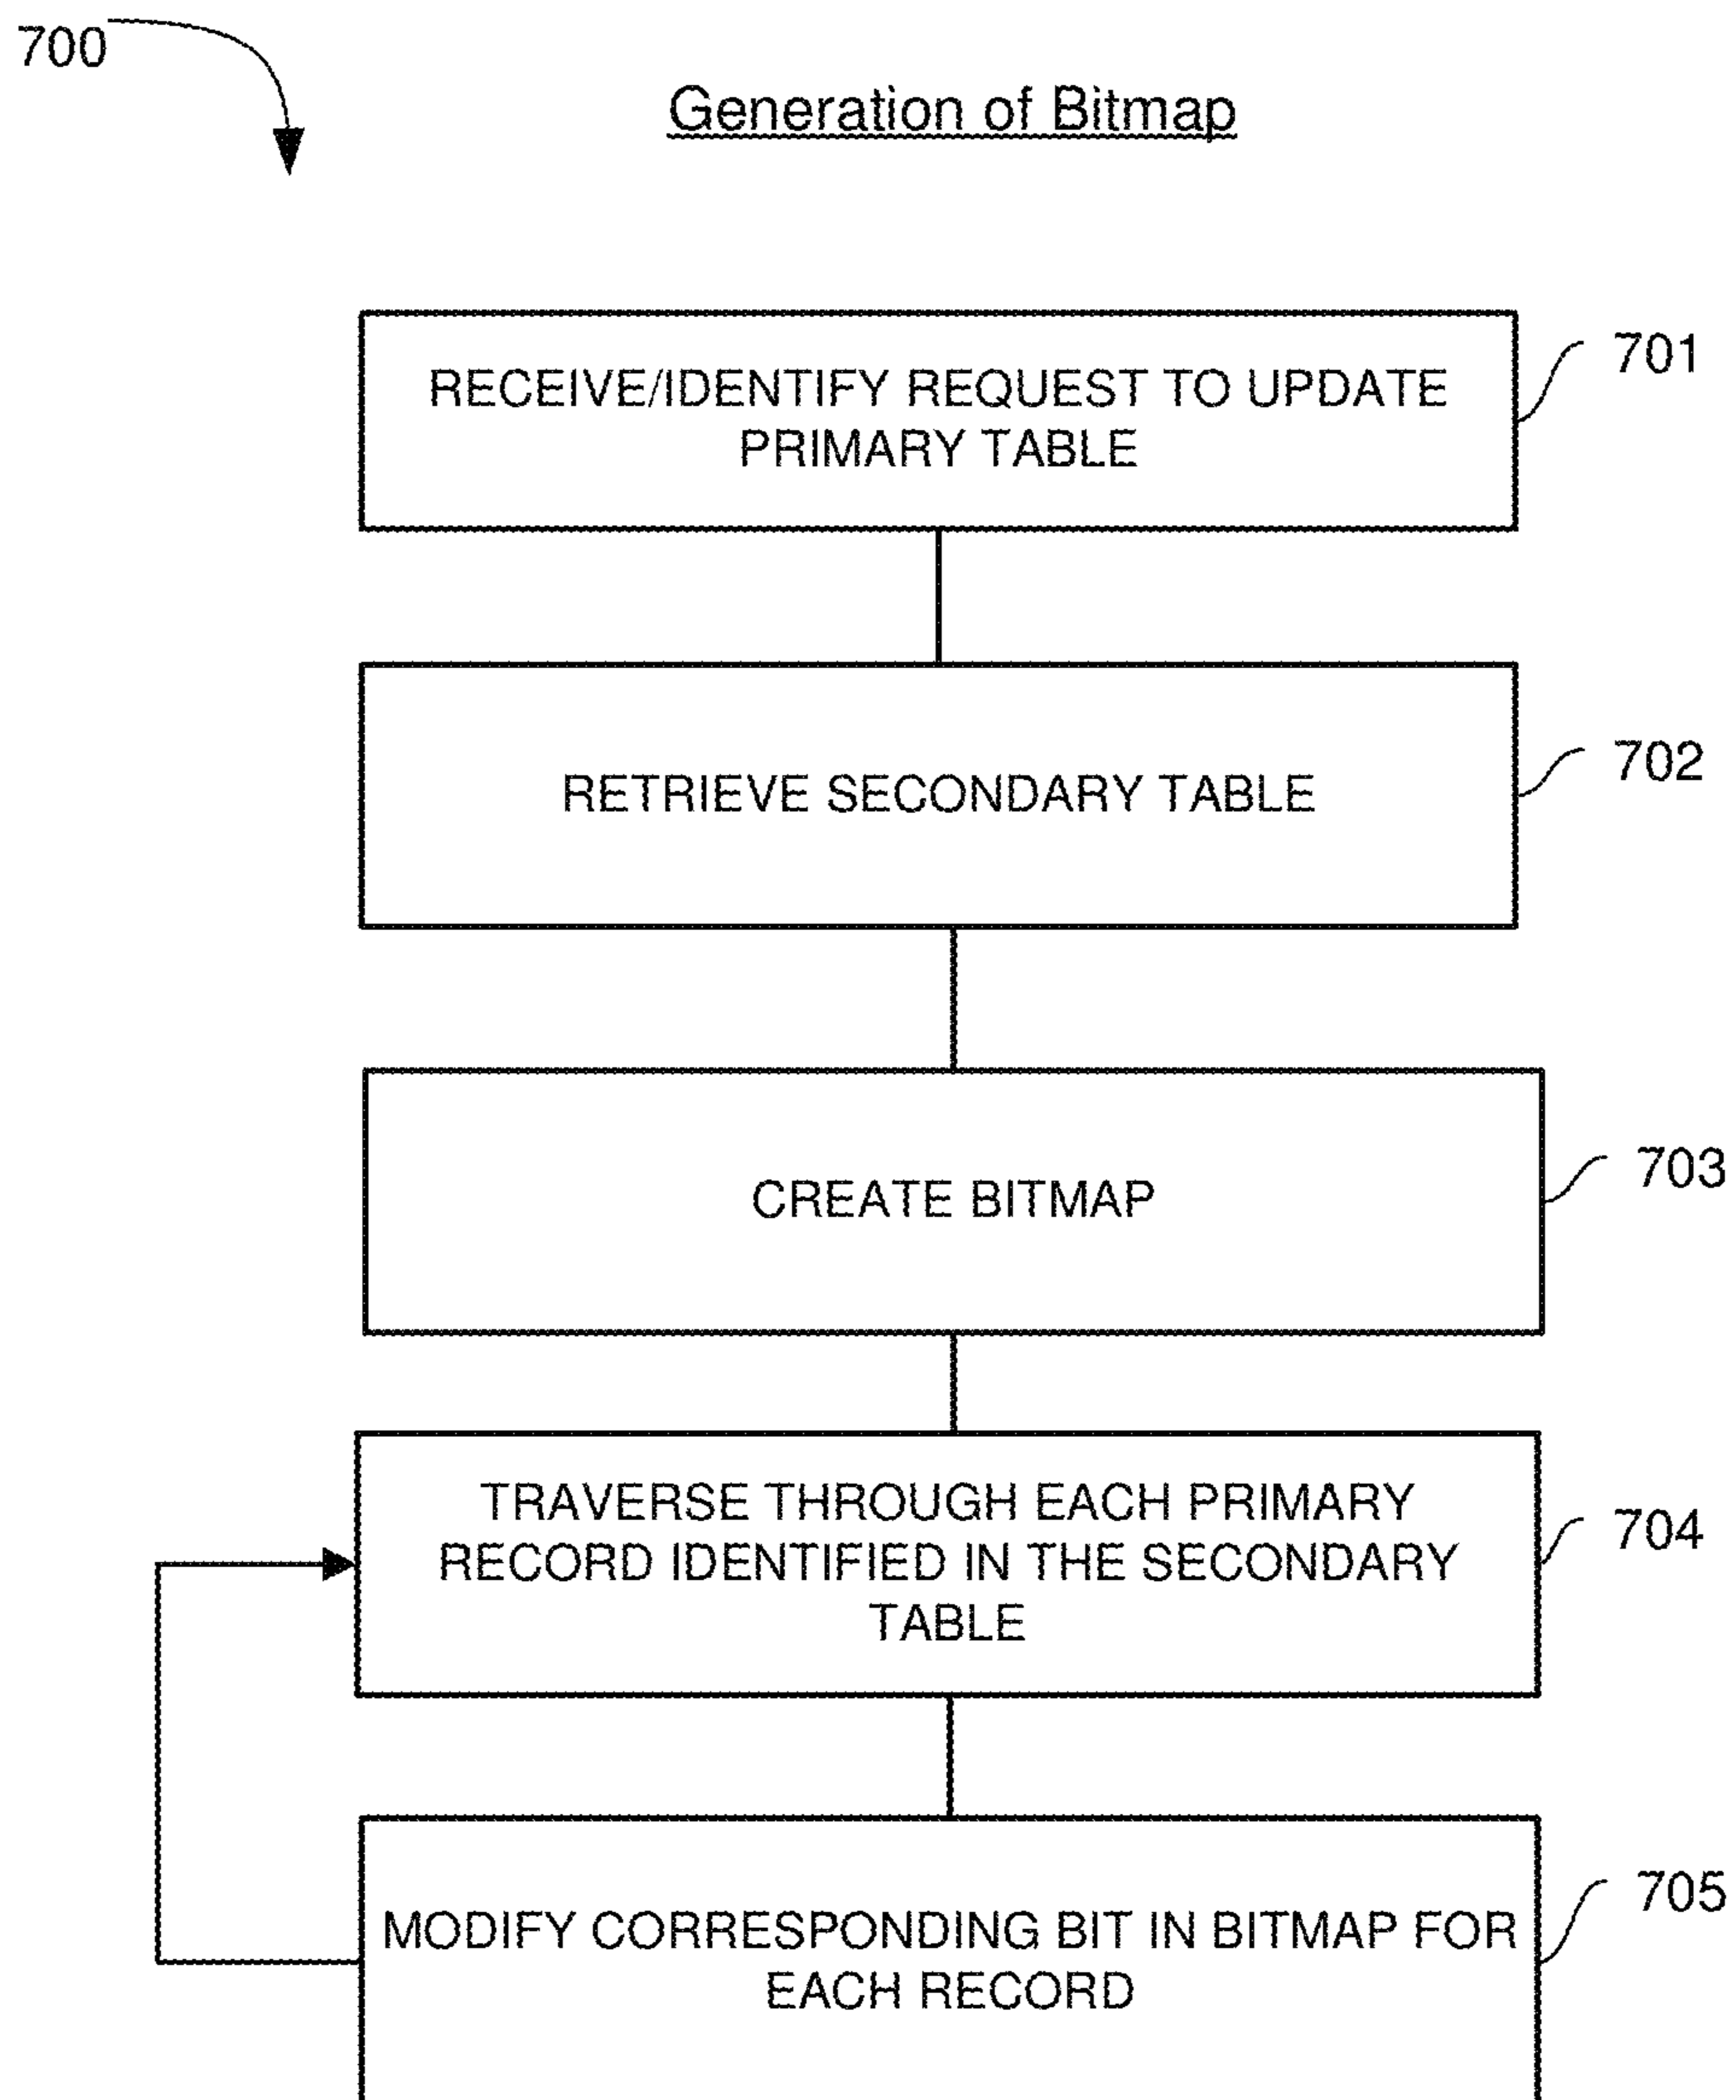 700
Generation of Bitmap
RECEIVE/IDENTIFY REQUEST TO UPDATE
PRIMARY TABLE
701
RETRIEVE SECONDARY TABLE
702
CREATE BITMAP
703
TRAVERSE THROUGH EACH PRIMARY
RECORD IDENTIFIED IN THE SECONDARY
TABLE
704
MODIFY CORRESPONDING BIT IN BITMAP FOR
EACH RECORD
705